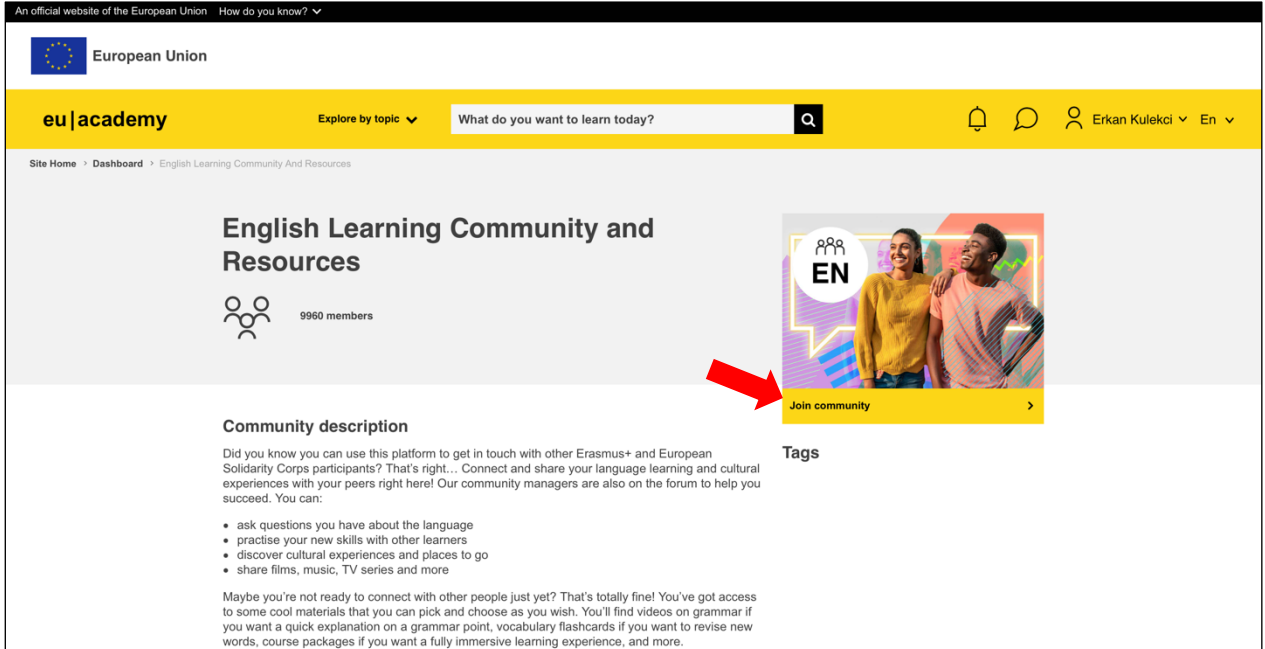 An official website of the European Union How do you know?
European Union
eu|academy
Explore by topic
What do you want to learn today?
Erkan Kulekci
En
Site Home > Dashboard > English Learning Community And Resources
English Learning Community and
Resources
9960 members
EN
Join community
Community description
Did you know you can use this platform to get in touch with other Erasmus+ and European
Solidarity Corps participants? That's right… Connect and share your language learning and cultural
experiences with your peers right here! Our community managers are also on the forum to help you
succeed. You can:
• ask questions you have about the language
• practise your new skills with other learners
• discover cultural experiences and places to go
• share films, music, TV series and more
Maybe you're not ready to connect with other people just yet? That's totally fine! You've got access
to some cool materials that you can pick and choose as you wish. You'll find videos on grammar if
you want a quick explanation on a grammar point, vocabulary flashcards if you want to revise new
words, course packages if you want a fully immersive learning experience, and more.
Tags